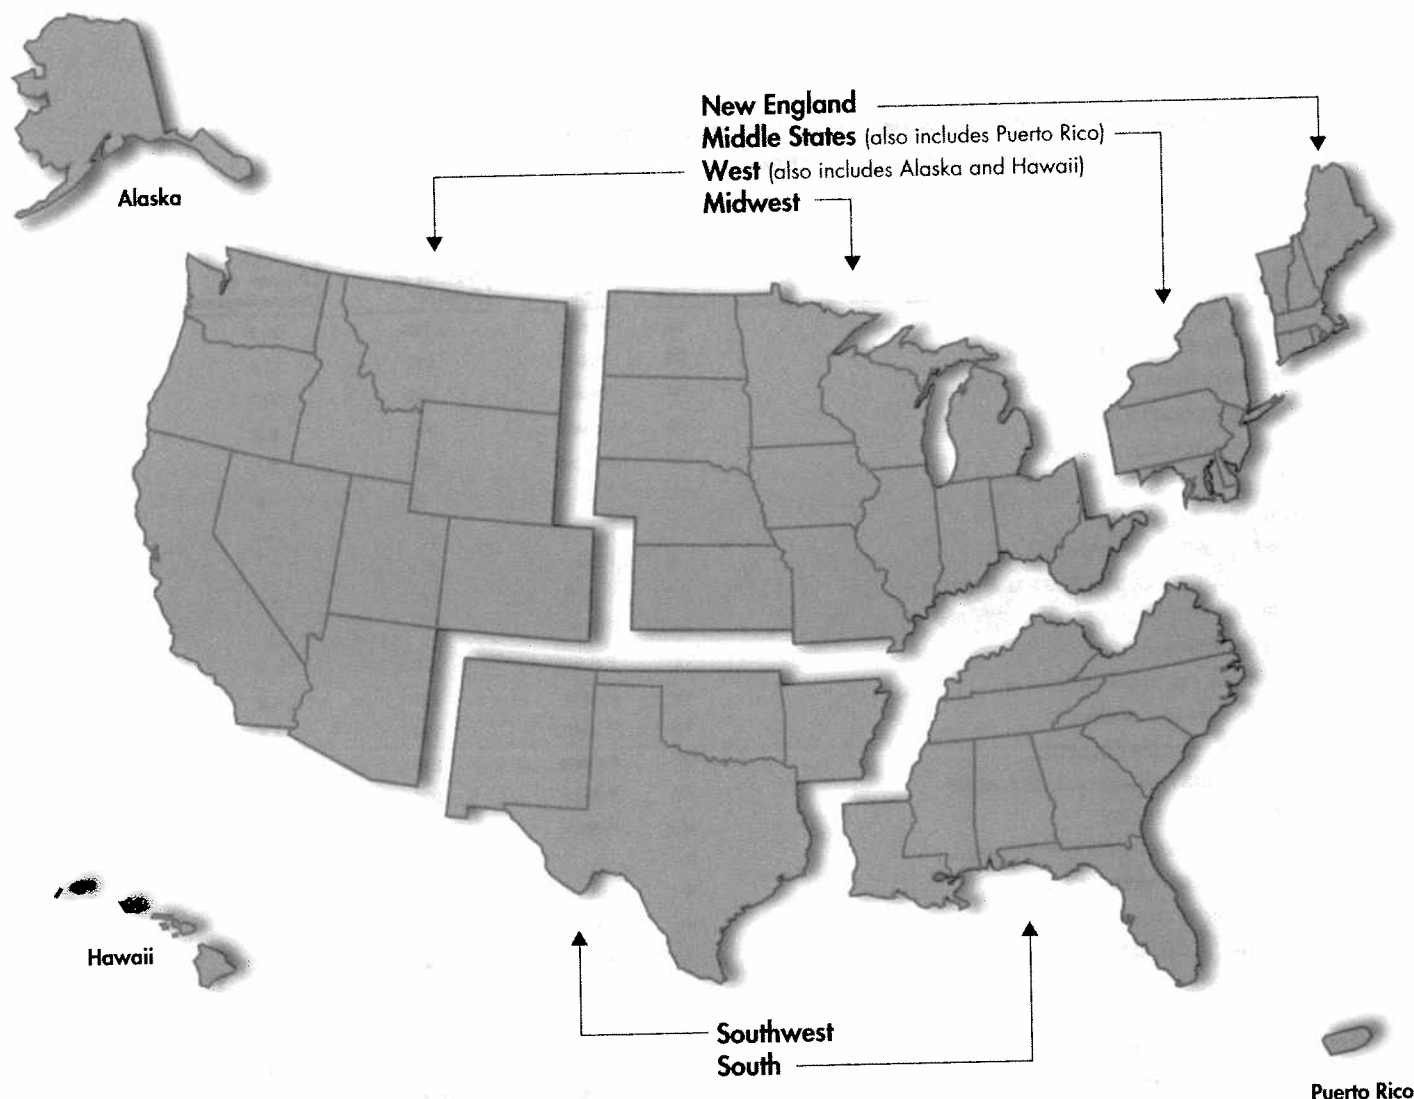 New England
Middle States (also includes Puerto Rico)
West (also includes Alaska and Hawaii)
Midwest
Alaska
Hawaii
Southwest
South
Puerto Rico